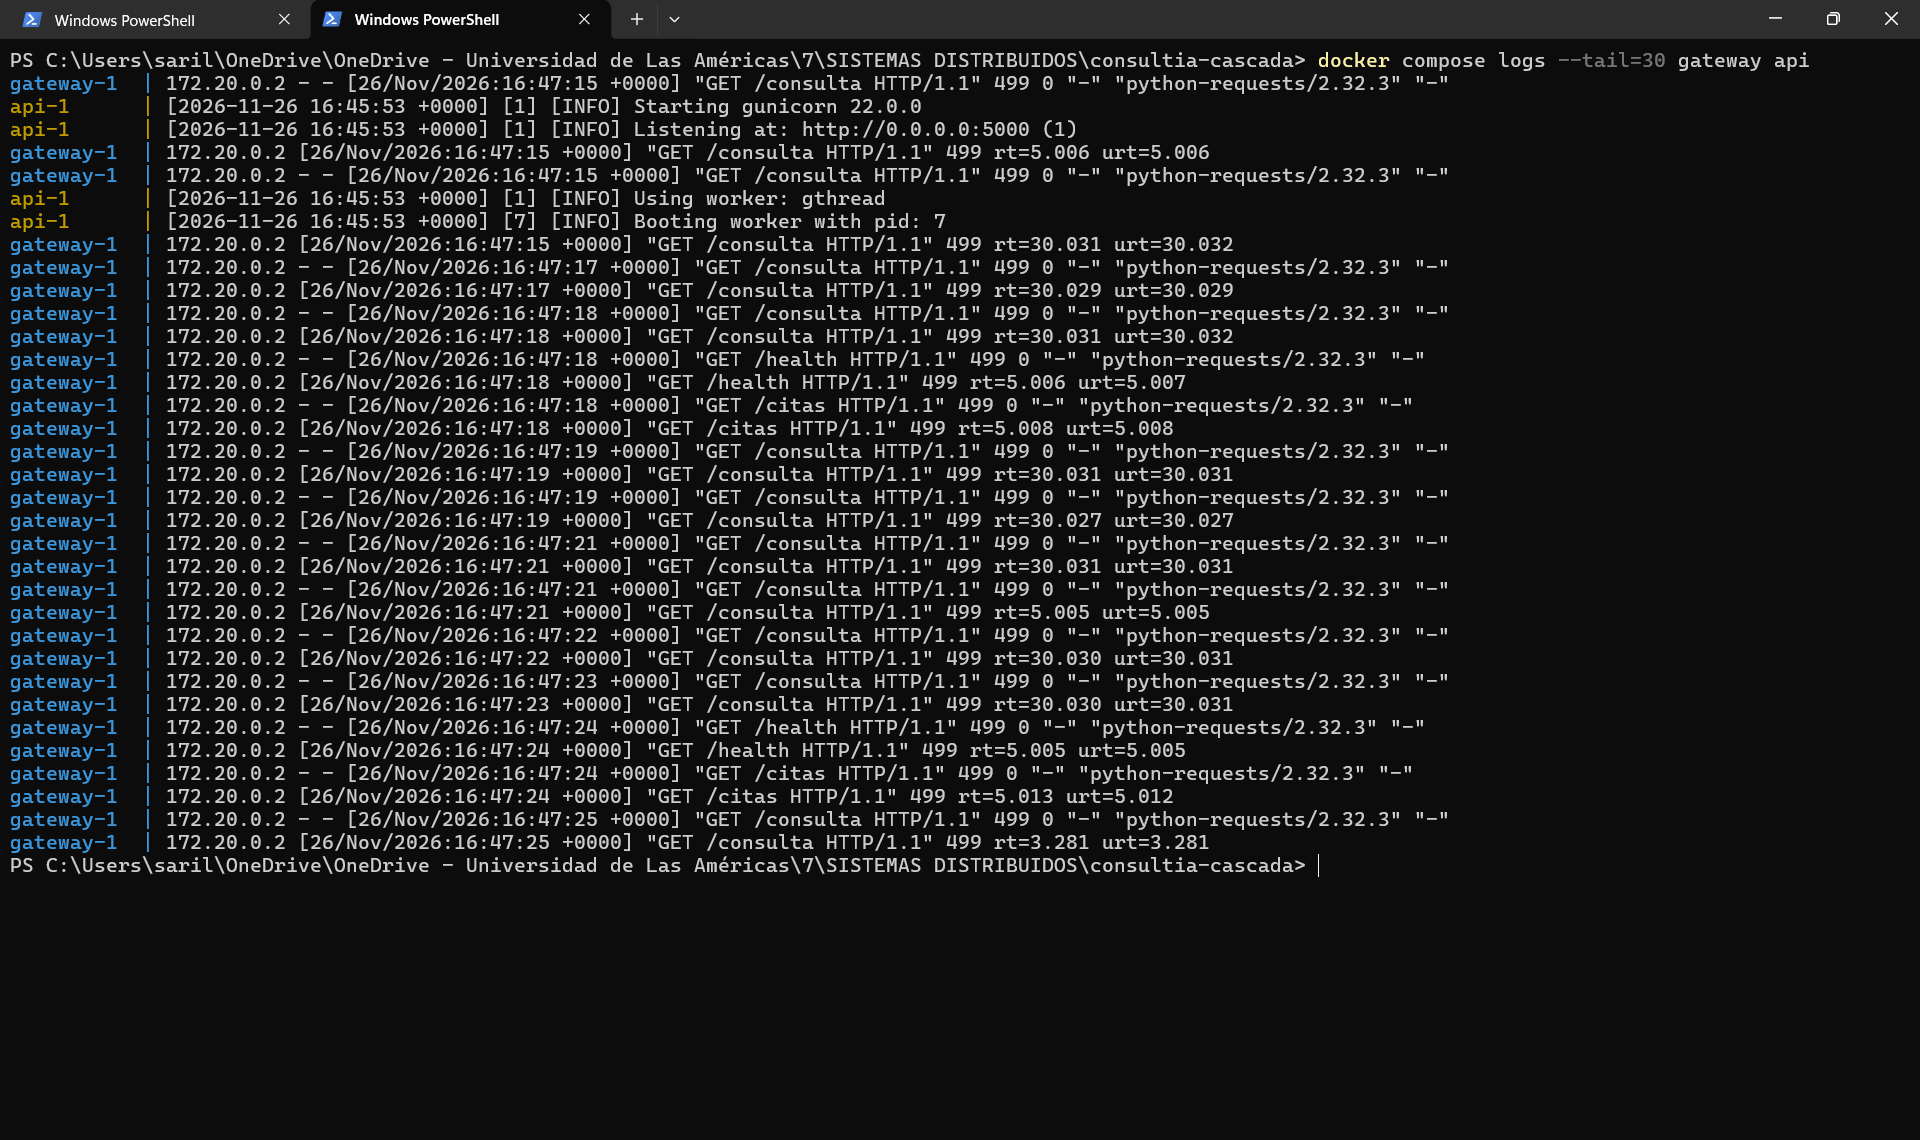 Windows PowerShell
Windows PowerShell
PS C:\Users\saril\OneDrive\OneDrive - Universidad de Las Américas\7\SISTEMAS DISTRIBUIDOS\consultia-cascada> docker compose logs --tail=30 gateway api
gateway-1  | 172.20.0.2 - - [26/Nov/2026:16:47:15 +0000] "GET /consulta HTTP/1.1" 499 0 "-" "python-requests/2.32.3" "-"
api-1      | [2026-11-26 16:45:53 +0000] [1] [INFO] Starting gunicorn 22.0.0
api-1      | [2026-11-26 16:45:53 +0000] [1] [INFO] Listening at: http://0.0.0.0:5000 (1)
gateway-1  | 172.20.0.2 [26/Nov/2026:16:47:15 +0000] "GET /consulta HTTP/1.1" 499 rt=5.006 urt=5.006
gateway-1  | 172.20.0.2 - - [26/Nov/2026:16:47:15 +0000] "GET /consulta HTTP/1.1" 499 0 "-" "python-requests/2.32.3" "-"
api-1      | [2026-11-26 16:45:53 +0000] [1] [INFO] Using worker: gthread
api-1      | [2026-11-26 16:45:53 +0000] [7] [INFO] Booting worker with pid: 7
gateway-1  | 172.20.0.2 [26/Nov/2026:16:47:15 +0000] "GET /consulta HTTP/1.1" 499 rt=30.031 urt=30.032
gateway-1  | 172.20.0.2 - - [26/Nov/2026:16:47:17 +0000] "GET /consulta HTTP/1.1" 499 0 "-" "python-requests/2.32.3" "-"
gateway-1  | 172.20.0.2 [26/Nov/2026:16:47:17 +0000] "GET /consulta HTTP/1.1" 499 rt=30.029 urt=30.029
gateway-1  | 172.20.0.2 - - [26/Nov/2026:16:47:18 +0000] "GET /consulta HTTP/1.1" 499 0 "-" "python-requests/2.32.3" "-"
gateway-1  | 172.20.0.2 [26/Nov/2026:16:47:18 +0000] "GET /consulta HTTP/1.1" 499 rt=30.031 urt=30.032
gateway-1  | 172.20.0.2 - - [26/Nov/2026:16:47:18 +0000] "GET /health HTTP/1.1" 499 0 "-" "python-requests/2.32.3" "-"
gateway-1  | 172.20.0.2 [26/Nov/2026:16:47:18 +0000] "GET /health HTTP/1.1" 499 rt=5.006 urt=5.007
gateway-1  | 172.20.0.2 - - [26/Nov/2026:16:47:18 +0000] "GET /citas HTTP/1.1" 499 0 "-" "python-requests/2.32.3" "-"
gateway-1  | 172.20.0.2 [26/Nov/2026:16:47:18 +0000] "GET /citas HTTP/1.1" 499 rt=5.008 urt=5.008
gateway-1  | 172.20.0.2 - - [26/Nov/2026:16:47:19 +0000] "GET /consulta HTTP/1.1" 499 0 "-" "python-requests/2.32.3" "-"
gateway-1  | 172.20.0.2 [26/Nov/2026:16:47:19 +0000] "GET /consulta HTTP/1.1" 499 rt=30.031 urt=30.031
gateway-1  | 172.20.0.2 - - [26/Nov/2026:16:47:19 +0000] "GET /consulta HTTP/1.1" 499 0 "-" "python-requests/2.32.3" "-"
gateway-1  | 172.20.0.2 [26/Nov/2026:16:47:19 +0000] "GET /consulta HTTP/1.1" 499 rt=30.027 urt=30.027
gateway-1  | 172.20.0.2 - - [26/Nov/2026:16:47:21 +0000] "GET /consulta HTTP/1.1" 499 0 "-" "python-requests/2.32.3" "-"
gateway-1  | 172.20.0.2 [26/Nov/2026:16:47:21 +0000] "GET /consulta HTTP/1.1" 499 rt=30.031 urt=30.031
gateway-1  | 172.20.0.2 - - [26/Nov/2026:16:47:21 +0000] "GET /consulta HTTP/1.1" 499 0 "-" "python-requests/2.32.3" "-"
gateway-1  | 172.20.0.2 [26/Nov/2026:16:47:21 +0000] "GET /consulta HTTP/1.1" 499 rt=5.005 urt=5.005
gateway-1  | 172.20.0.2 - - [26/Nov/2026:16:47:22 +0000] "GET /consulta HTTP/1.1" 499 0 "-" "python-requests/2.32.3" "-"
gateway-1  | 172.20.0.2 [26/Nov/2026:16:47:22 +0000] "GET /consulta HTTP/1.1" 499 rt=30.030 urt=30.031
gateway-1  | 172.20.0.2 - - [26/Nov/2026:16:47:23 +0000] "GET /consulta HTTP/1.1" 499 0 "-" "python-requests/2.32.3" "-"
gateway-1  | 172.20.0.2 [26/Nov/2026:16:47:23 +0000] "GET /consulta HTTP/1.1" 499 rt=30.030 urt=30.031
gateway-1  | 172.20.0.2 - - [26/Nov/2026:16:47:24 +0000] "GET /health HTTP/1.1" 499 0 "-" "python-requests/2.32.3" "-"
gateway-1  | 172.20.0.2 [26/Nov/2026:16:47:24 +0000] "GET /health HTTP/1.1" 499 rt=5.005 urt=5.005
gateway-1  | 172.20.0.2 - - [26/Nov/2026:16:47:24 +0000] "GET /citas HTTP/1.1" 499 0 "-" "python-requests/2.32.3" "-"
gateway-1  | 172.20.0.2 [26/Nov/2026:16:47:24 +0000] "GET /citas HTTP/1.1" 499 rt=5.013 urt=5.012
gateway-1  | 172.20.0.2 - - [26/Nov/2026:16:47:25 +0000] "GET /consulta HTTP/1.1" 499 0 "-" "python-requests/2.32.3" "-"
gateway-1  | 172.20.0.2 [26/Nov/2026:16:47:25 +0000] "GET /consulta HTTP/1.1" 499 rt=3.281 urt=3.281
PS C:\Users\saril\OneDrive\OneDrive - Universidad de Las Américas\7\SISTEMAS DISTRIBUIDOS\consultia-cascada>